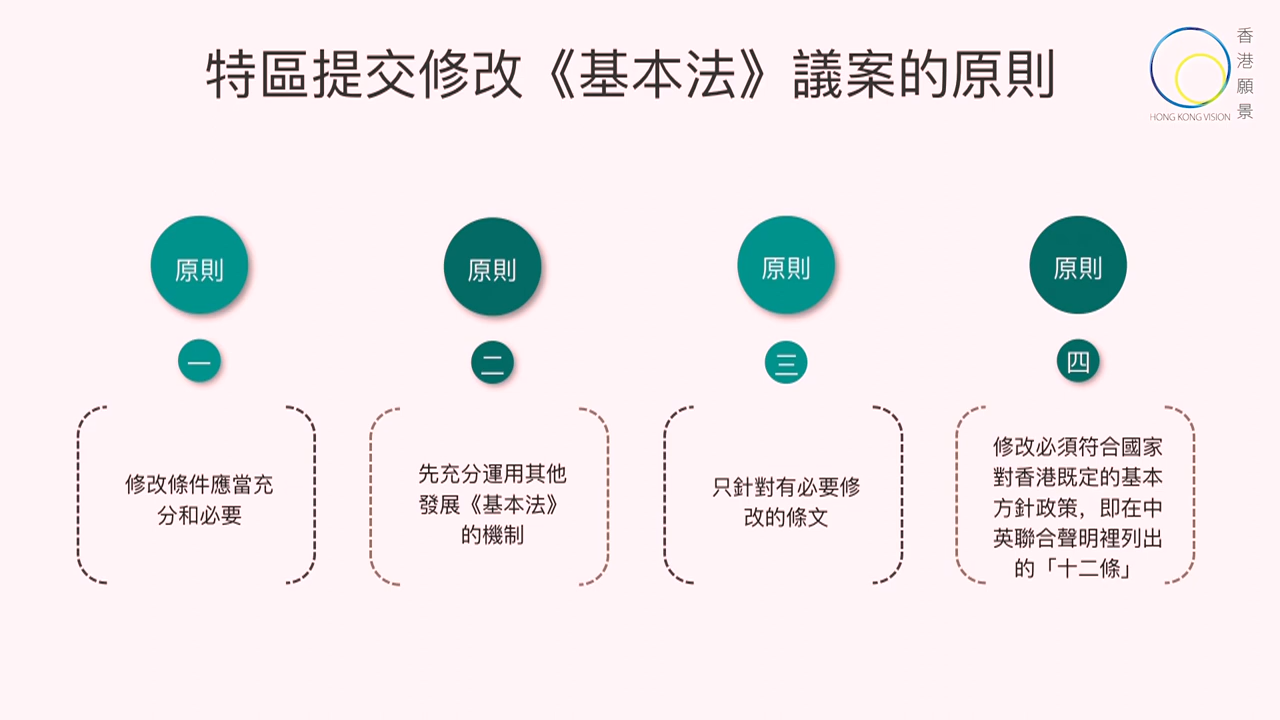 特區提交修改《基本法》議案的原則
香
港
願
景
HONG KONG VISION
原則
一
修改條件應當充
分和必要
原則
二
先充分運用其他
發展《基本法》
的機制
原則
三
只針對有必要修
改的條文
原則
四
修改必須符合國家
對香港既定的基本
方針政策，即在中
英聯合聲明裡列出
的「十二條」